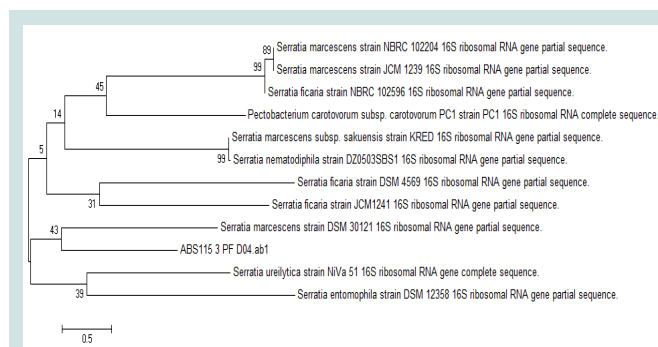 Serratia marcescens strain NBRC 102204 16S ribosomal RNA gene partial sequence.
89
Serratia marcescens strain JCM 1239 16S ribosomal RNA gene partial sequence.
99
Serratia ficaria strain NBRC 102596 16S ribosomal RNA gene partial sequence.
45
Pectobacterium carotovorum subsp. carotovorum PC1 strain PC1 16S ribosomal RNA complete sequence.
14
Serratia marcescens subsp. sakuensis strain KRED 16S ribosomal RNA gene partial sequence.
5
99
Serratia nematodiphila strain DZ0503SBS1 16S ribosomal RNA gene partial sequence.
Serratia ficaria strain DSM 4569 16S ribosomal RNA gene partial sequence.
31
Serratia ficaria strain JCM1241 16S ribosomal RNA gene partial sequence.
Serratia marcescens strain DSM 30121 16S ribosomal RNA gene partial sequence.
43
ABS115 3 PF D04.ab1
Serratia ureilytica strain NiVa 51 16S ribosomal RNA gene complete sequence.
39
Serratia entomophila strain DSM 12358 16S ribosomal RNA gene partial sequence.
0.5